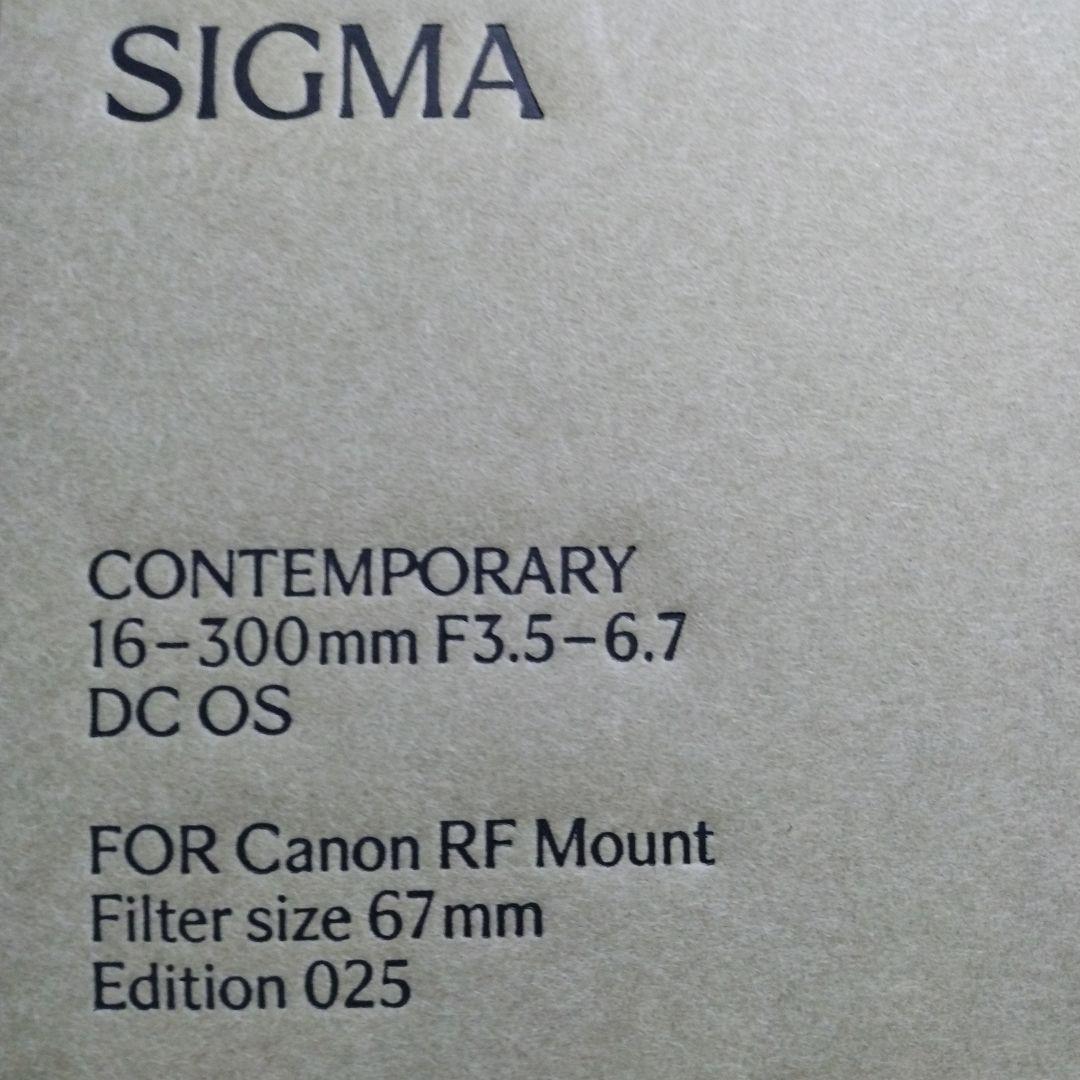 SIGMA
CONTEMPORARY
16–300mm F3.5–6.7
DC OS
FOR Canon RF Mount
Filter size 67mm
Edition 025